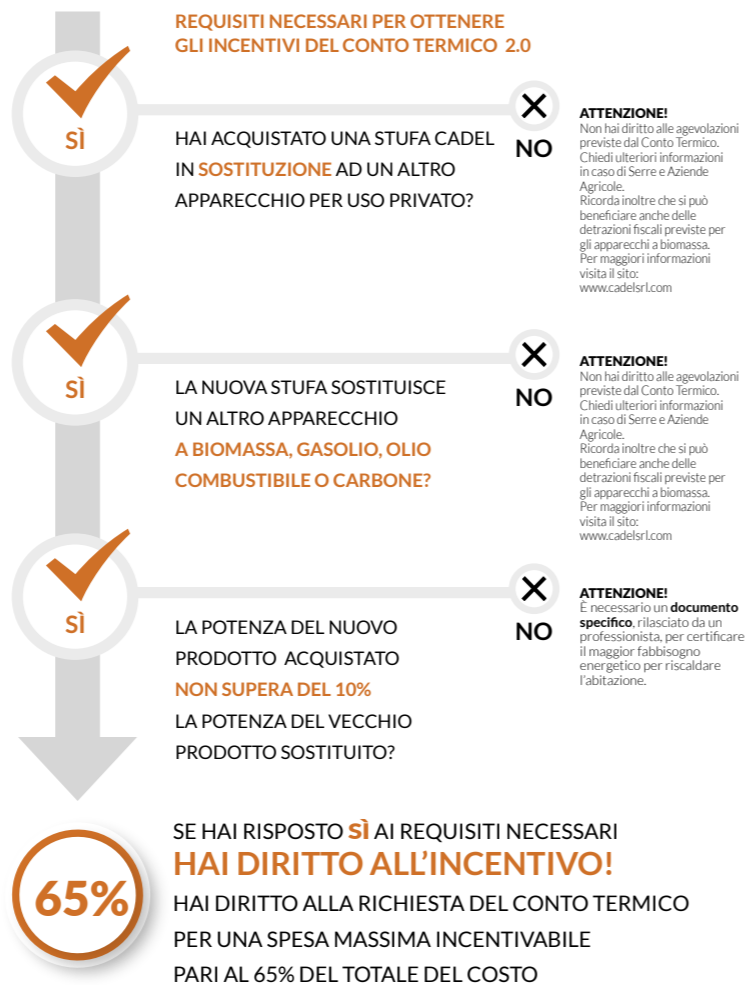 REQUISITI NECESSARI PER OTTENERE
GLI INCENTIVI DEL CONTO TERMICO 2.0
SÌ
HAI ACQUISTATO UNA STUFA CADEL
IN SOSTITUZIONE AD UN ALTRO
APPARECCHIO PER USO PRIVATO?
NO
ATTENZIONE!
Non hai diritto alle agevolazioni
previste dal Conto Termico.
Chiedi ulteriori informazioni
in caso di Serre e Aziende
Agricole.
Ricorda inoltre che si può
beneficiare anche delle
detrazioni fiscali previste per
gli apparecchi a biomassa.
Per maggiori informazioni
visita il sito:
www.cadelsrl.com
SÌ
LA NUOVA STUFA SOSTITUISCE
UN ALTRO APPARECCHIO
A BIOMASSA, GASOLIO, OLIO
COMBUSTIBILE O CARBONE?
NO
ATTENZIONE!
Non hai diritto alle agevolazioni
previste dal Conto Termico.
Chiedi ulteriori informazioni
in caso di Serre e Aziende
Agricole.
Ricorda inoltre che si può
beneficiare anche delle
detrazioni fiscali previste per
gli apparecchi a biomassa.
Per maggiori informazioni
visita il sito:
www.cadelsrl.com
SÌ
LA POTENZA DEL NUOVO
PRODOTTO ACQUISTATO
NON SUPERA DEL 10%
LA POTENZA DEL VECCHIO
PRODOTTO SOSTITUITO?
NO
ATTENZIONE!
È necessario un documento
specifico, rilasciato da un
professionista, per certificare
il maggior fabbisogno
energetico per riscaldare
l’abitazione.
65%
SE HAI RISPOSTO SÌ AI REQUISITI NECESSARI
HAI DIRITTO ALL’INCENTIVO!
HAI DIRITTO ALLA RICHIESTA DEL CONTO TERMICO
PER UNA SPESA MASSIMA INCENTIVABILE
PARI AL 65% DEL TOTALE DEL COSTO